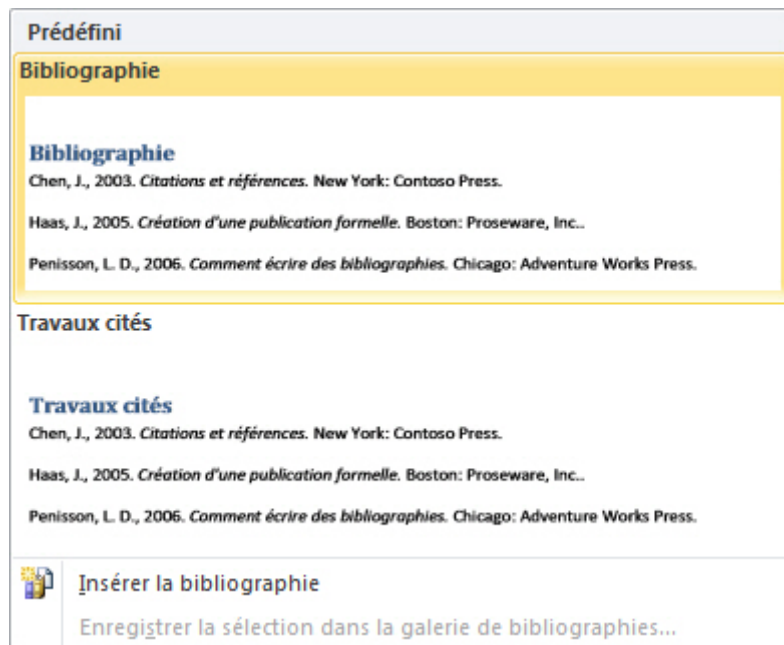 Prédéfini
Bibliographie
Bibliographie
Chen, J., 2003. Citations et références. New York: Contoso Press.
Haas, J., 2005. Création d'une publication formelle. Boston: Proseware, Inc..
Penisson, L. D., 2006. Comment écrire des bibliographies. Chicago: Adventure Works Press.
Travaux cités
Travaux cités
Chen, J., 2003. Citations et références. New York: Contoso Press.
Haas, J., 2005. Création d'une publication formelle. Boston: Proseware, Inc..
Penisson, L. D., 2006. Comment écrire des bibliographies. Chicago: Adventure Works Press.
Insérer la bibliographie
Enregistrer la sélection dans la galerie de bibliographies...